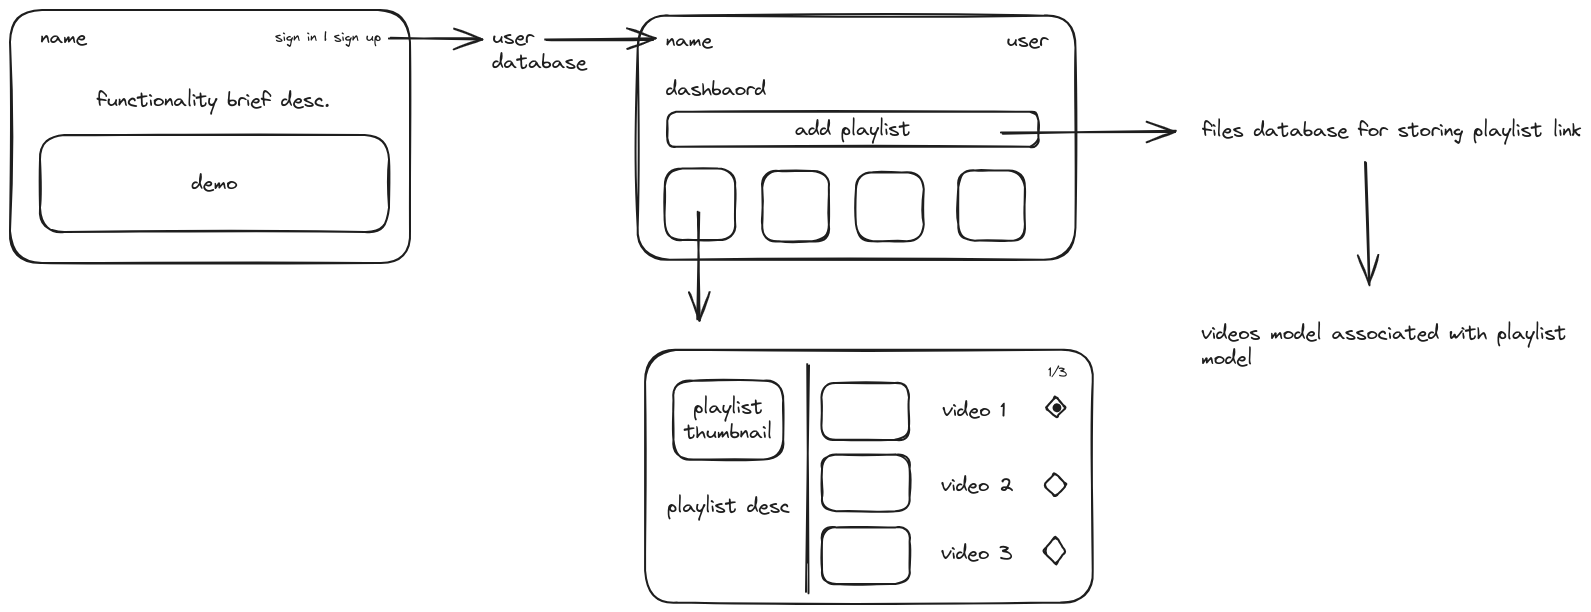 name
sign in | sign up
functionality brief desc.
demo
user
database
name
user
dashbaord
add playlist
files database for storing playlist link
videos model associated with playlist
model
playlist
thumbnail
playlist desc
1/3
video 1
video 2
video 3